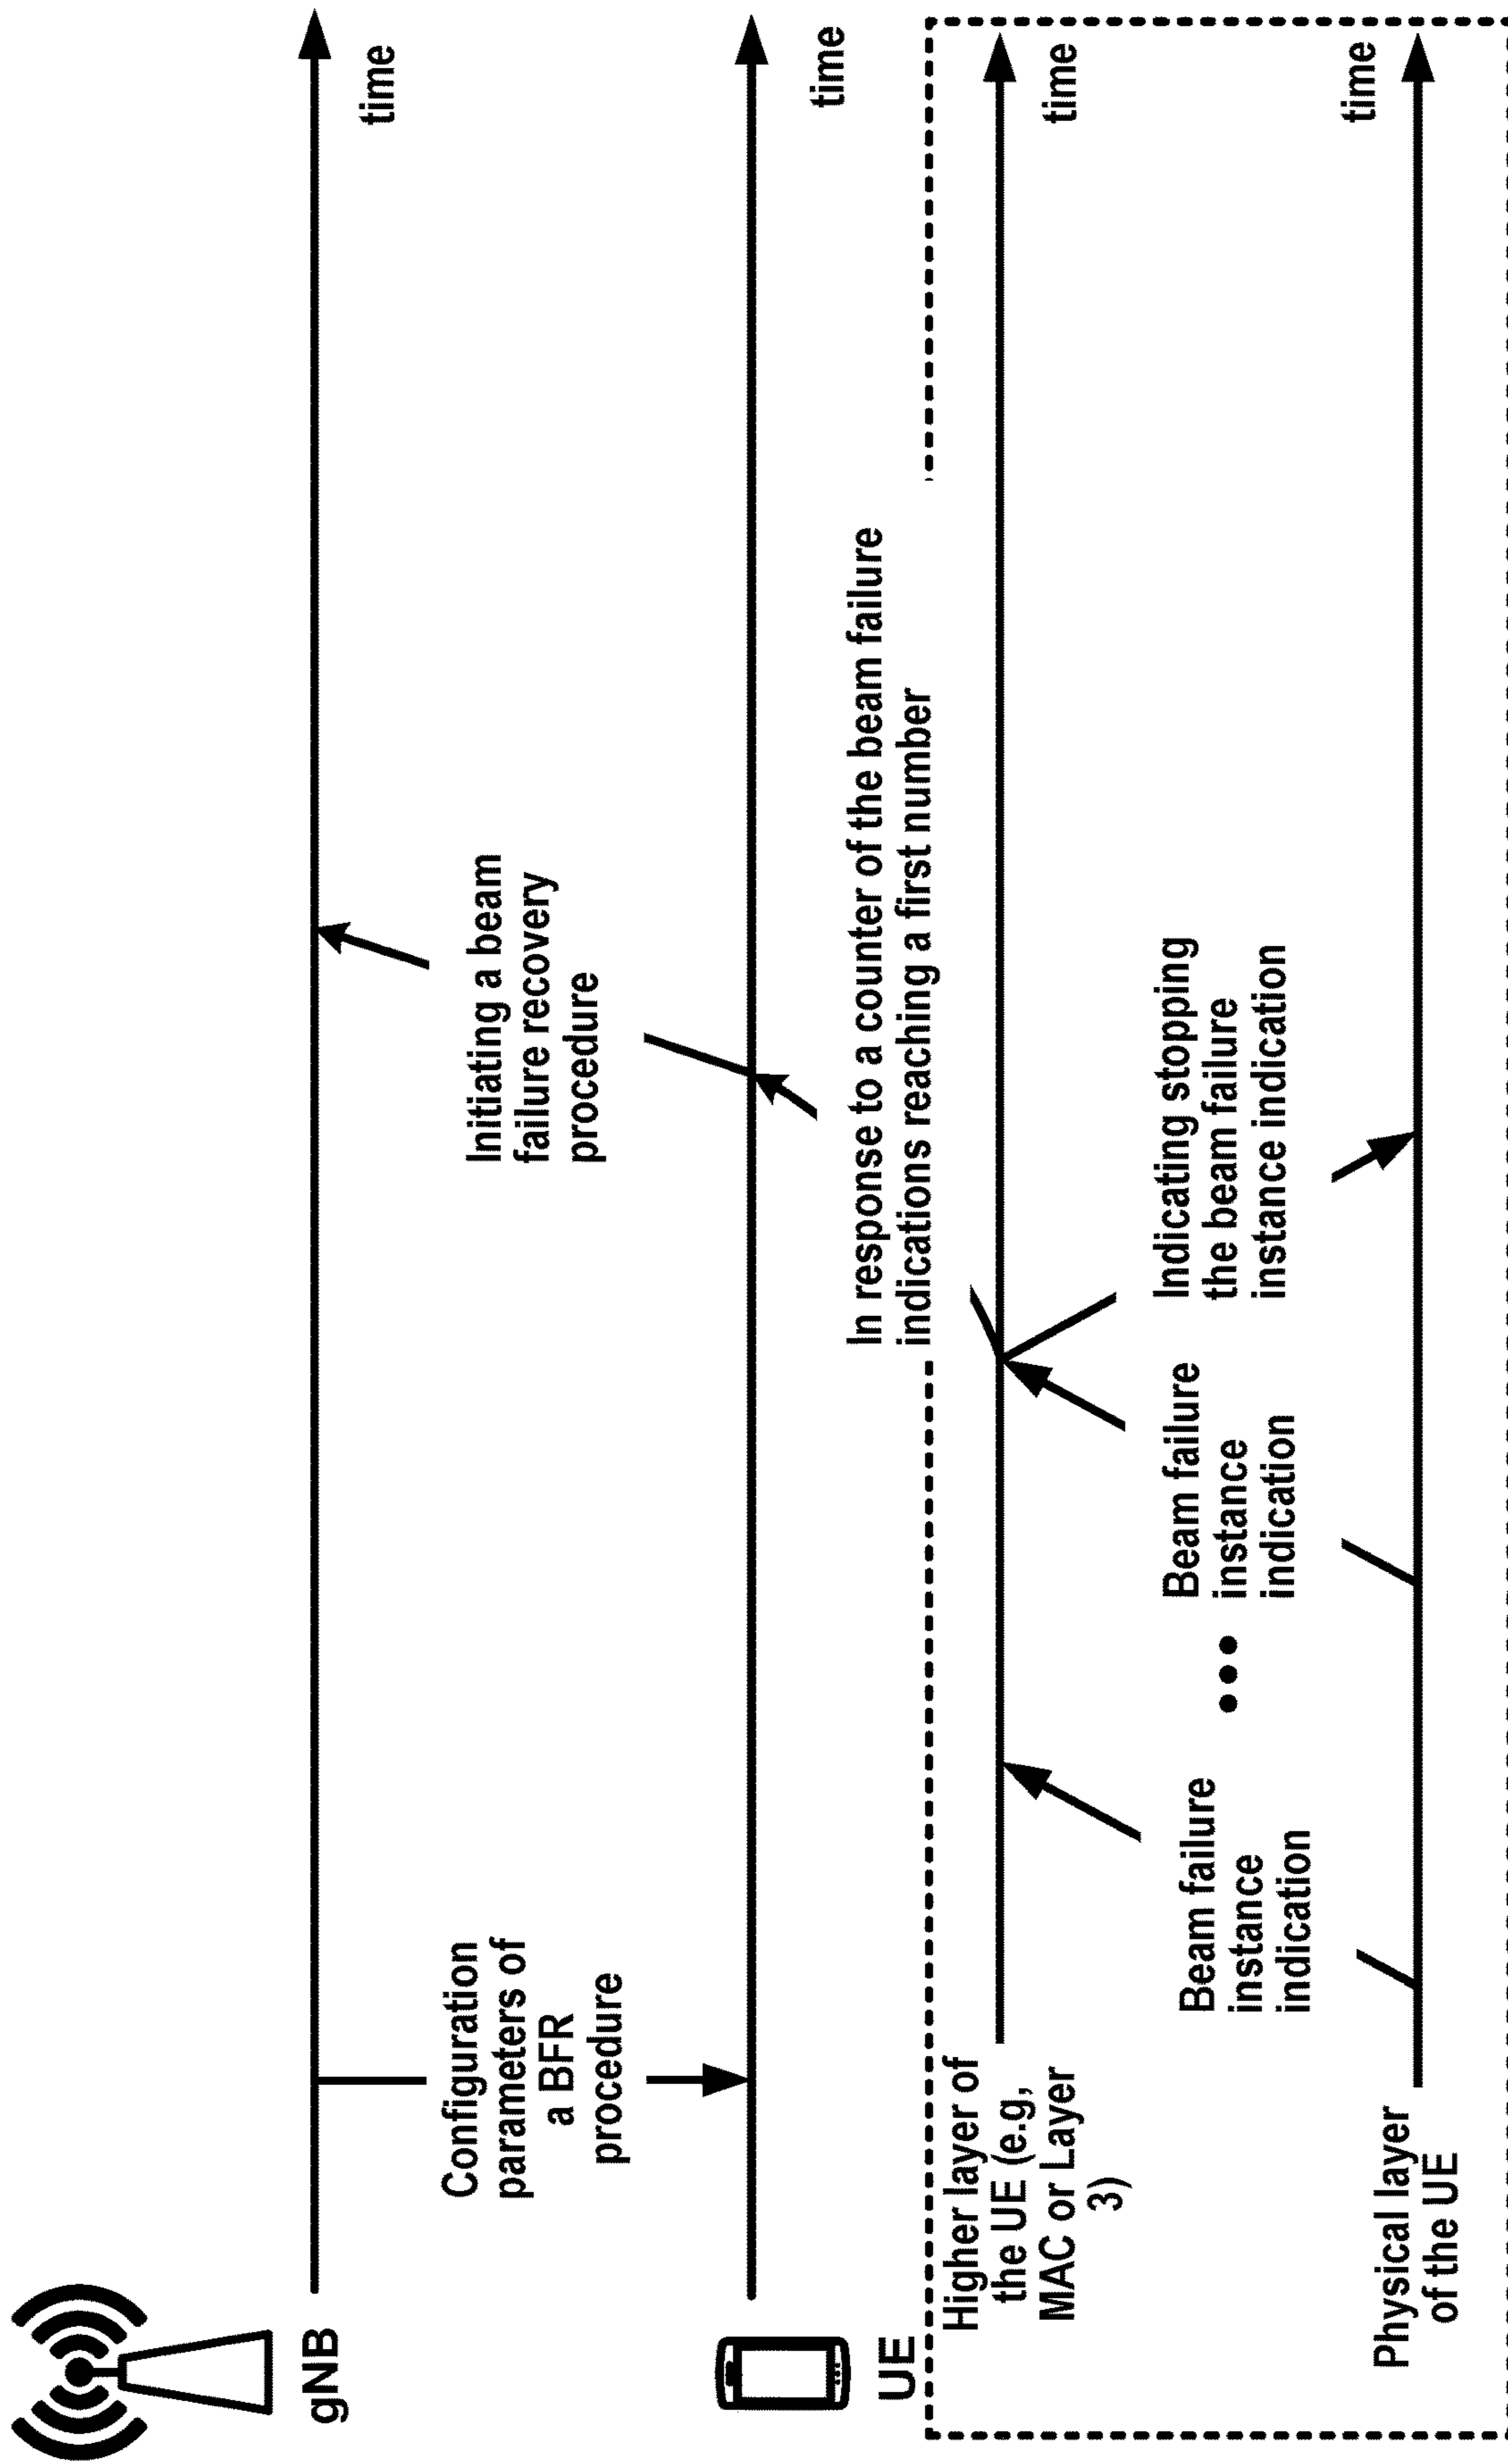 gNB
time
Configuration
parameters of
a BFR
procedure
Initiating a beam
failure recovery
procedure
UE
time
In response to a counter of the beam failure
indications reaching a first number
Higher layer of
the UE (e.g,
MAC or Layer
3)
time
Beam failure
instance
indication
•••
Beam failure
instance
indication
Indicating stopping
the beam failure
instance indication
Physical layer
of the UE
time